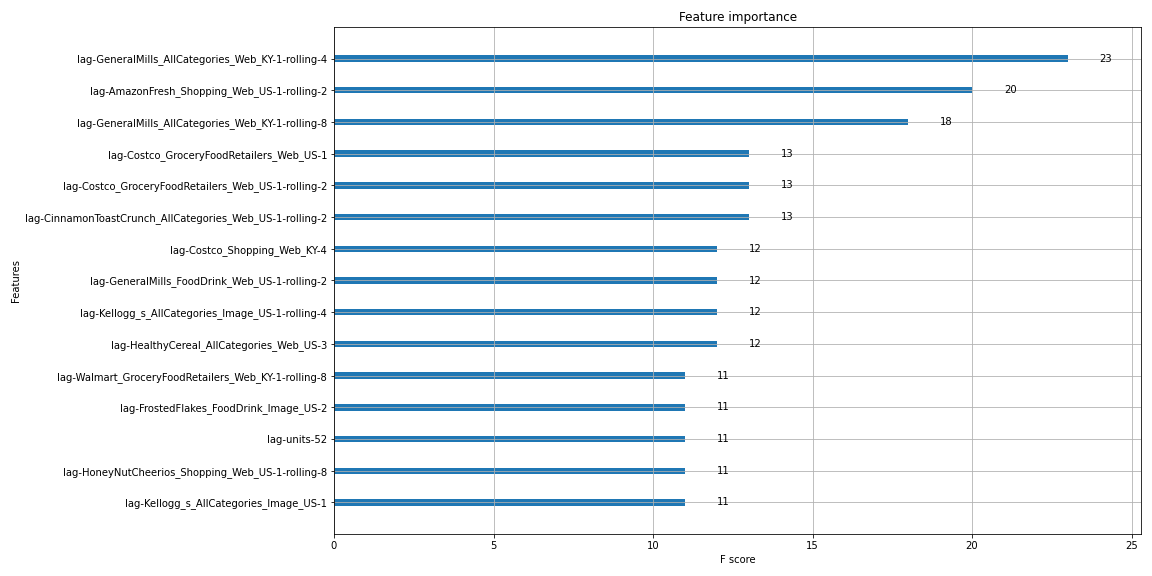 Feature importance
lag-GeneralMills_AllCategories_Web_KY-1-rolling-4 23
lag-AmazonFresh_Shopping_Web_US-1-rolling-2 20
lag-GeneralMills_AllCategories_Web_KY-1-rolling-8 18
lag-Costco_GroceryFoodRetailers_Web_US-1 13
lag-Costco_GroceryFoodRetailers_Web_US-1-rolling-2 13
lag-CinnamonToastCrunch_AllCategories_Web_US-1-rolling-2 13
lag-Costco_Shopping_Web_KY-4 12
lag-GeneralMills_FoodDrink_Web_US-1-rolling-2 12
lag-Kellogg_s_AllCategories_Image_US-1-rolling-4 12
lag-HealthyCereal_AllCategories_Web_US-3 12
lag-Walmart_GroceryFoodRetailers_Web_KY-1-rolling-8 11
lag-FrostedFlakes_FoodDrink_Image_US-2 11
lag-units-52 11
lag-HoneyNutCheerios_Shopping_Web_US-1-rolling-8 11
lag-Kellogg_s_AllCategories_Image_US-1 11
Features
0 5 10 15 20 25
F score